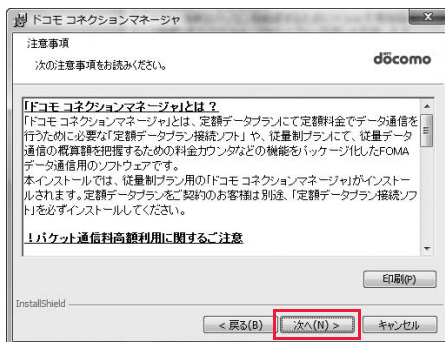 ドコモ コネクションマネージャ
注意事項
次の注意事項をお読みください。
döcomo
｢ドコモ コネクションマネージャ｣とは？
｢ドコモ コネクションマネージャ｣とは、定額データプランにて定額料金でデータ通信を
行うために必要な｢定額データプラン接続ソフト｣や、従量制プランにて、従量データ
通信の概算額を把握するための料金カウンタなどの機能をパッケージ化したFOMA
データ通信用のソフトウェアです。
本インストールでは、従量制プラン用の｢ドコモ コネクションマネージャ｣がインストー
ルされます。定額データプランをご契約のお客様は別途、｢定額データプラン接続ソフ
ト｣を必ずインストールしてください。
！パケット通信料高額利用に関するご注意
印刷(P)
InstallShield
< 戻る(B)
次へ(N) >
キャンセル